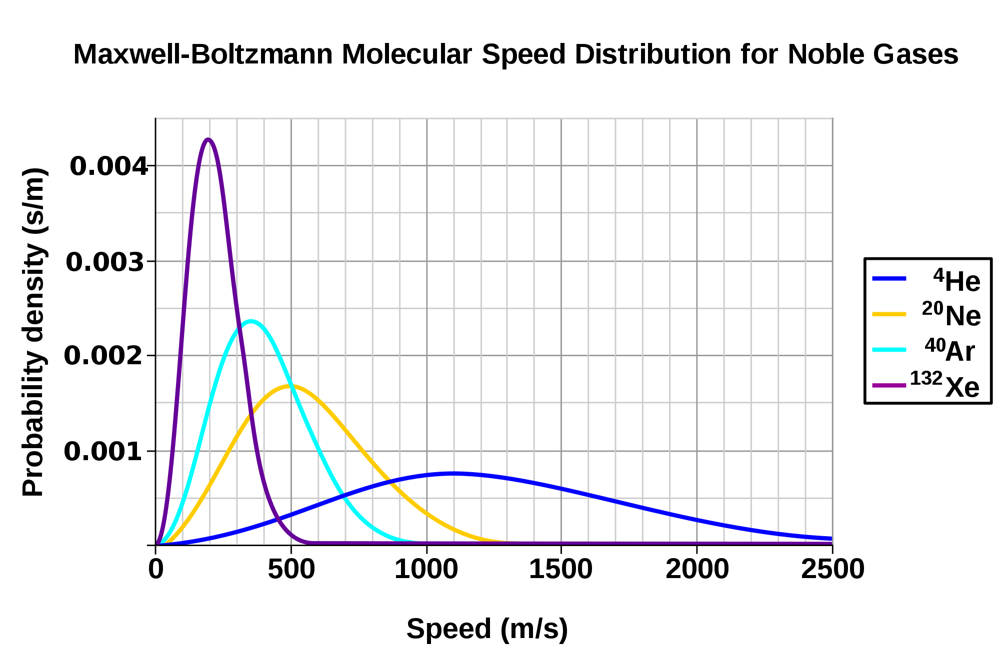 Maxwell-Boltzmann Molecular Speed Distribution for Noble Gases
Probability density (s/m)
0.004
0.003
0.002
0.001
0 500 1000 1500 2000 2500
Speed (m/s)
⁴He
²⁰Ne
⁴⁰Ar
¹³²Xe